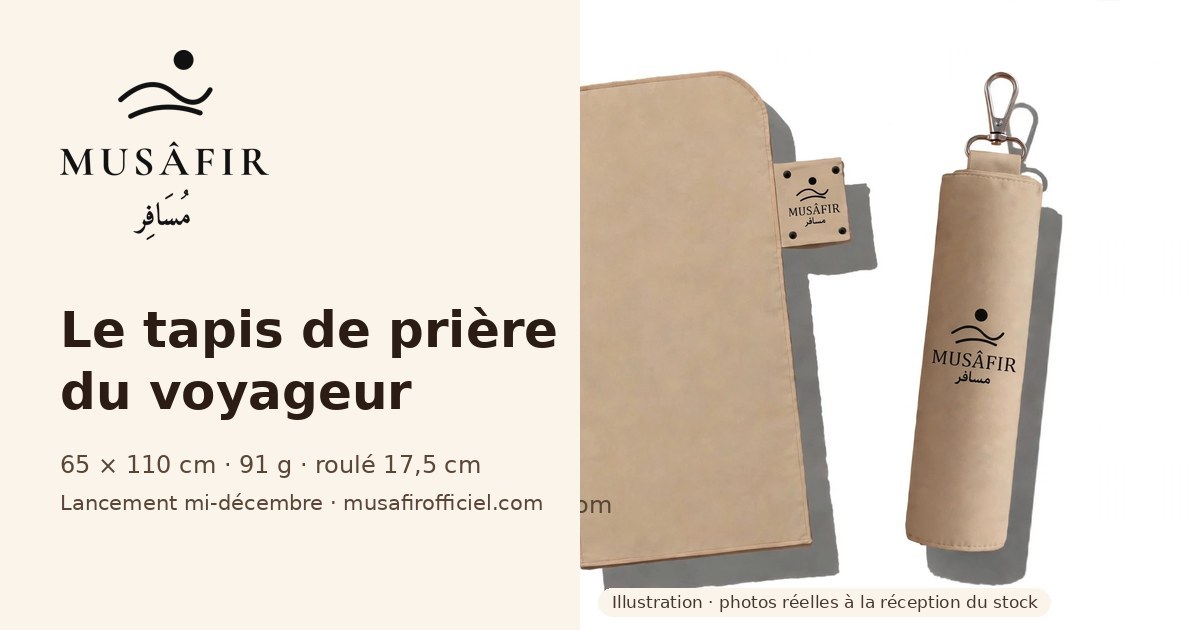 MUSÂFIR
مُسَافِر
Le tapis de prière
du voyageur
65 × 110 cm · 91 g · roulé 17,5 cm
Lancement mi-décembre · musafirofficiel.com
om
MUSÂFIR
مسافر
MUSÂFIR
مسافر
Illustration · photos réelles à la réception du stock